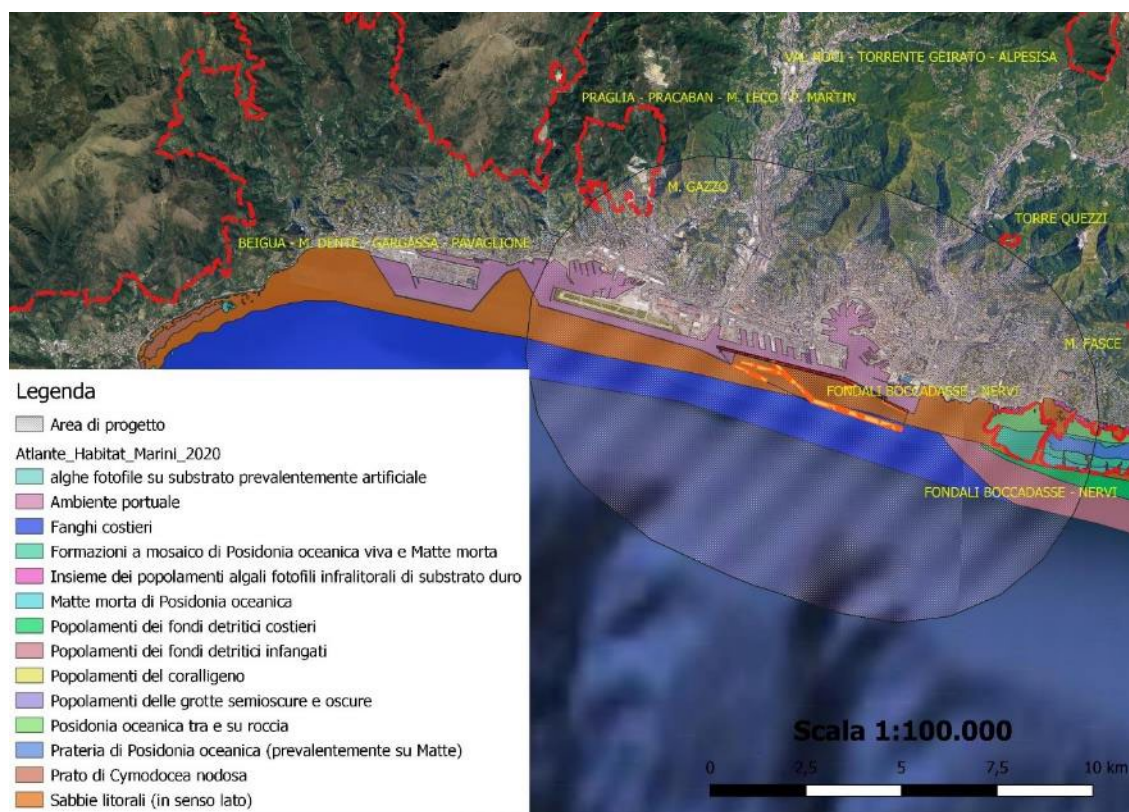 VAL NOCI - TORRENTE GEIRATO - ALPESISA
PRAGLIA - PRACABAN - M. LECO - P. MARTIN
M. GAZZO
TORRE QUEZZI
BEIGUA - M. DENTE - GARGASSA - PAVAGLIONE
M. FASCE
FONDALI BOCCADASSE - NERVI
FONDALI BOCCADASSE - NERVI
Legenda
Area di progetto
Atlante_Habitat_Marini_2020
alghe fotofile su substrato prevalentemente artificiale
Ambiente portuale
Fanghi costieri
Formazioni a mosaico di Posidonia oceanica viva e Matte morta
Insieme dei popolamenti algali fotofili infralitorali di substrato duro
Matte morta di Posidonia oceanica
Popolamenti dei fondi detritici costieri
Popolamenti dei fondi detritici infangati
Popolamenti del coralligeno
Popolamenti delle grotte semioscure e oscure
Posidonia oceanica tra e su roccia
Prateria di Posidonia oceanica (prevalentemente su Matte)
Prato di Cymodocea nodosa
Sabbie litorali (in senso lato)
Scala 1:100.000
0 2,5 5 7,5 10 km